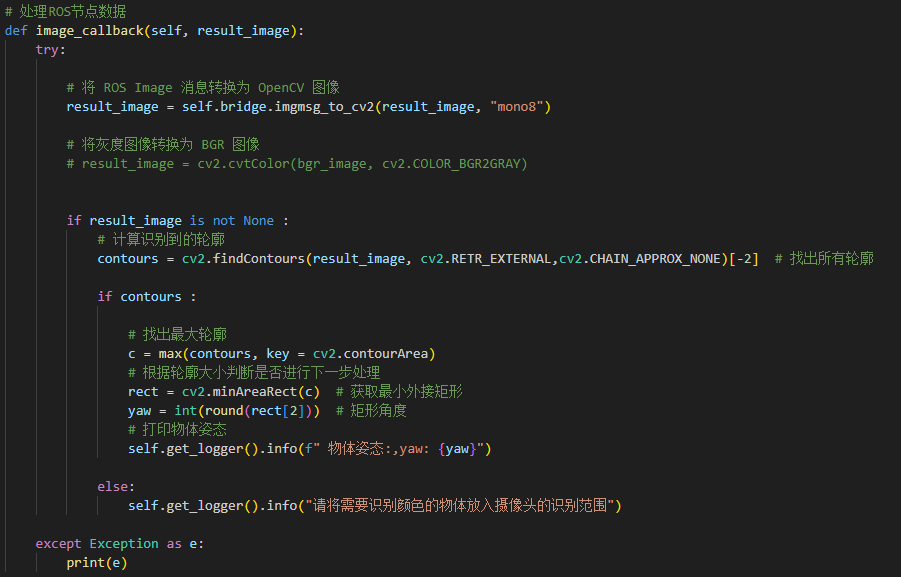 # 处理ROS节点数据
def image_callback(self, result_image):
try:
# 将 ROS Image 消息转换为 OpenCV 图像
result_image = self.bridge.imgmsg_to_cv2(result_image, "mono8")
# 将灰度图像转换为 BGR 图像
# result_image = cv2.cvtColor(bgr_image, cv2.COLOR_BGR2GRAY)
if result_image is not None :
# 计算识别到的轮廓
contours = cv2.findContours(result_image, cv2.RETR_EXTERNAL,cv2.CHAIN_APPROX_NONE)[-2]  # 找出所有轮廓
if contours :
# 找出最大轮廓
c = max(contours, key = cv2.contourArea)
# 根据轮廓大小判断是否进行下一步处理
rect = cv2.minAreaRect(c)  # 获取最小外接矩形
yaw = int(round(rect[2]))  # 矩形角度
# 打印物体姿态
self.get_logger().info(f" 物体姿态:,yaw: {yaw}")
else:
self.get_logger().info("请将需要识别颜色的物体放入摄像头的识别范围")
except Exception as e:
print(e)